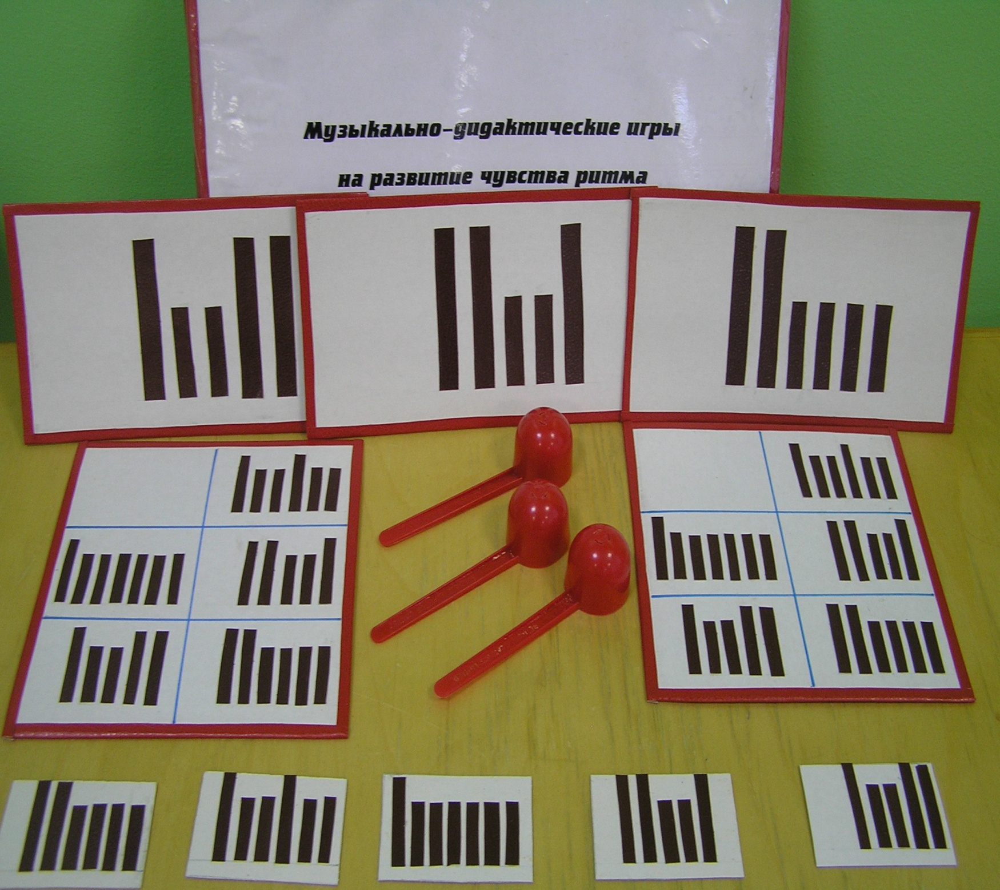 Музыкально-дидактические игры
на развитие чувства ритма